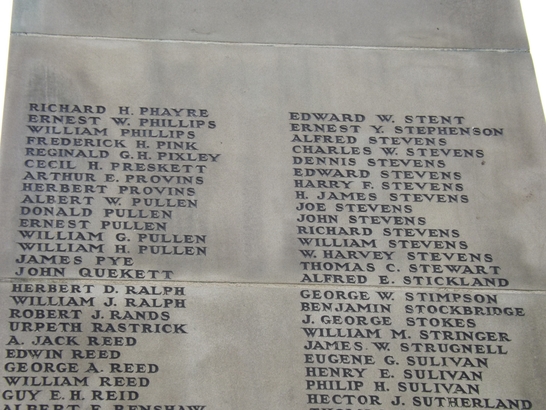 RICHARD H. PHAYRE
ERNEST W. PHILLIPS
WILLIAM PHILLIPS
FREDERICK H. PINK
REGINALD G.H. PIXLEY
CECIL H. PRESKETT
ARTHUR E. PROVINS
HERBERT PROVINS
ALBERT W. PULLEN
DONALD PULLEN
ERNEST PULLEN
WILLIAM G. PULLEN
WILLIAM H. PULLEN
JAMES PYE
JOHN QUEKETT
HERBERT D. RALPH
WILLIAM J. RALPH
ROBERT J. RANDS
URPETH RASTRICK
A. JACK REED
EDWIN REED
GEORGE A. REED
WILLIAM REED
GUY E.H. REID
ALBERT E. RENSHAW
EDWARD W. STENT
ERNEST Y. STEPHENSON
ALFRED STEVENS
CHARLES W. STEVENS
DENNIS STEVENS
EDWARD STEVENS
HARRY F. STEVENS
H. JAMES STEVENS
JOE STEVENS
JOHN STEVENS
RICHARD STEVENS
WILLIAM STEVENS
W. HARVEY STEVENS
THOMAS C. STEWART
ALFRED E. STICKLAND
GEORGE W. STIMPSON
BENJAMIN STOCKBRIDGE
J. GEORGE STOKES
WILLIAM M. STRINGER
JAMES W. STRUGNELL
EUGENE G. SULIVAN
HENRY E. SULIVAN
PHILIP H. SULIVAN
HECTOR J. SUTHERLAND